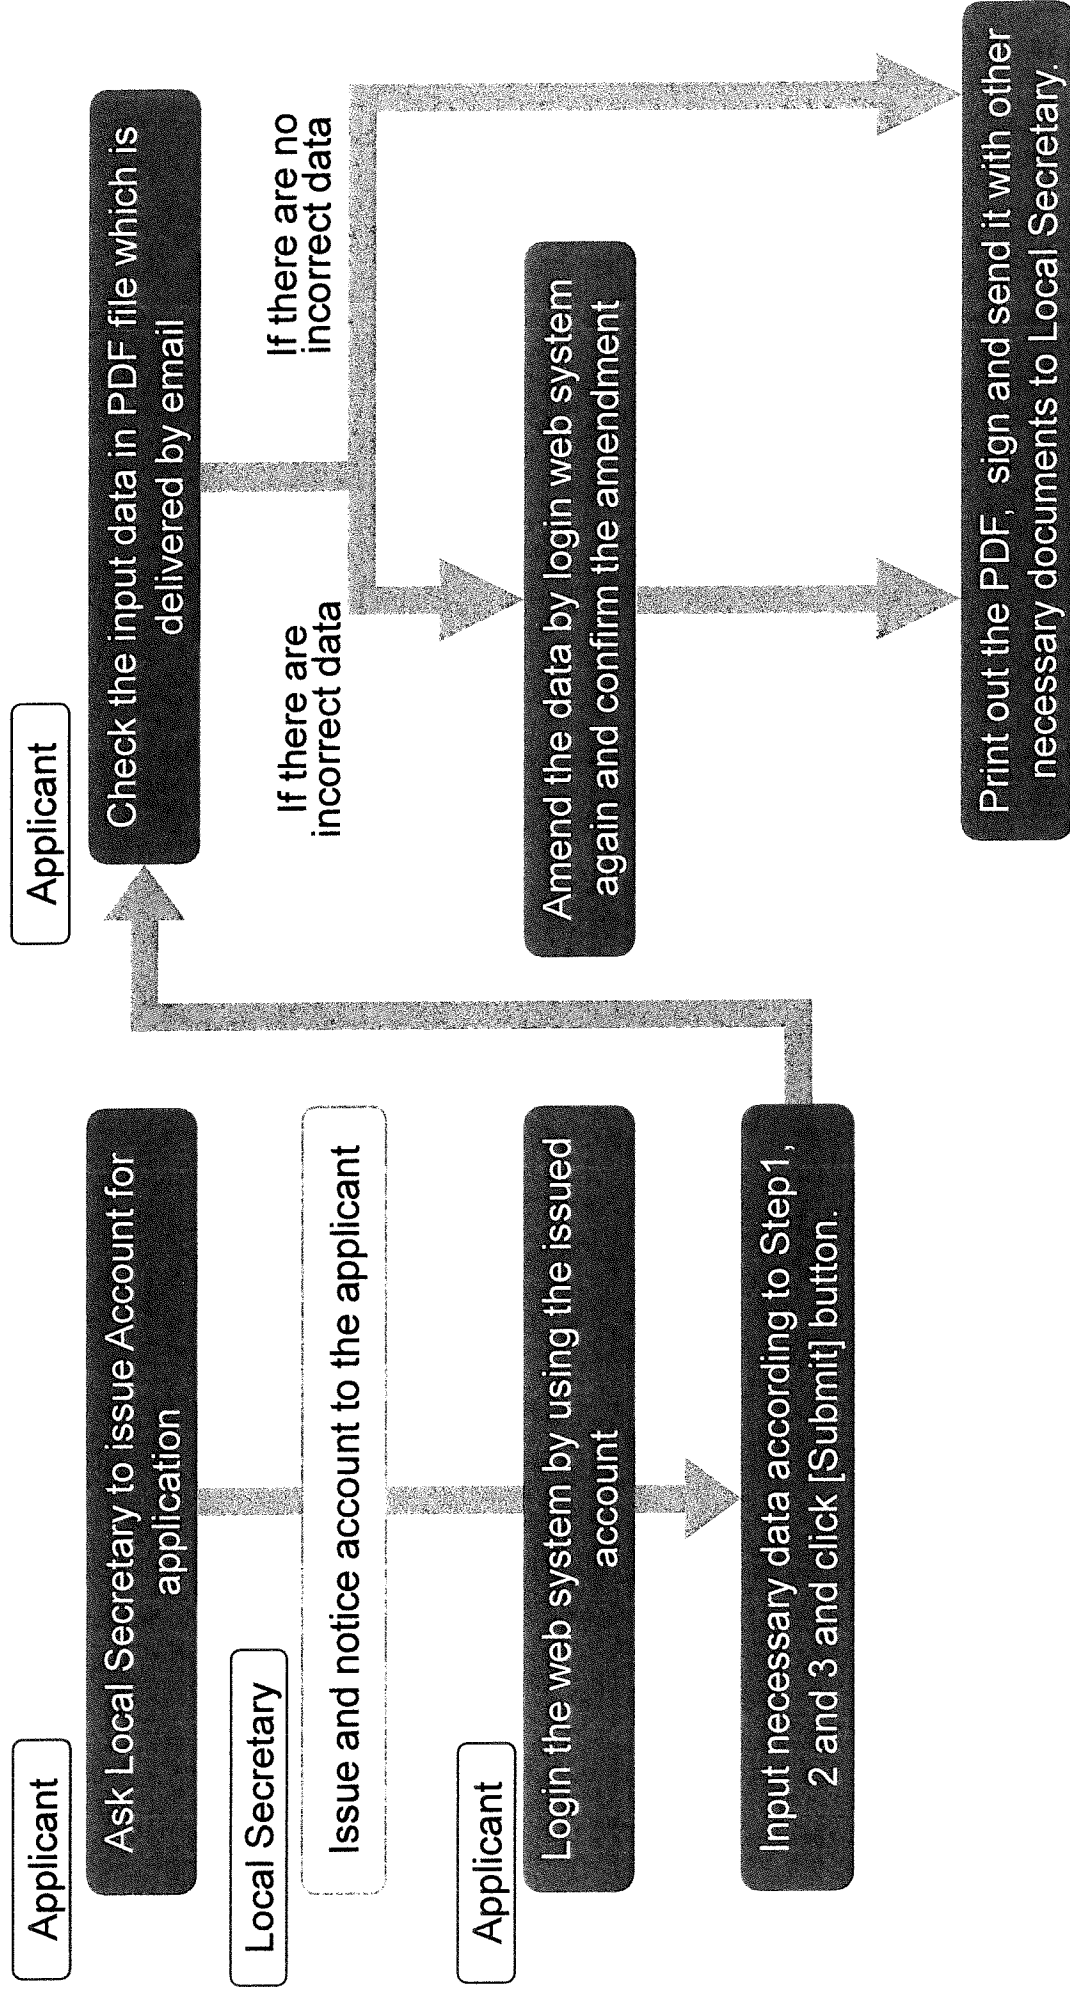 Applicant
Ask Local Secretary to issue Account for
application
Local Secretary
Issue and notice account to the applicant
Applicant
Login the web system by using the issued
account
Input necessary data according to Step1,
2 and 3 and click [Submit] button.
Applicant
Check the input data in PDF file which is
delivered by email
If there are
incorrect data
If there are no
incorrect data
Amend the data by login web system
again and confirm the amendment
Print out the PDF, sign and send it with other
necessary documents to Local Secretary.